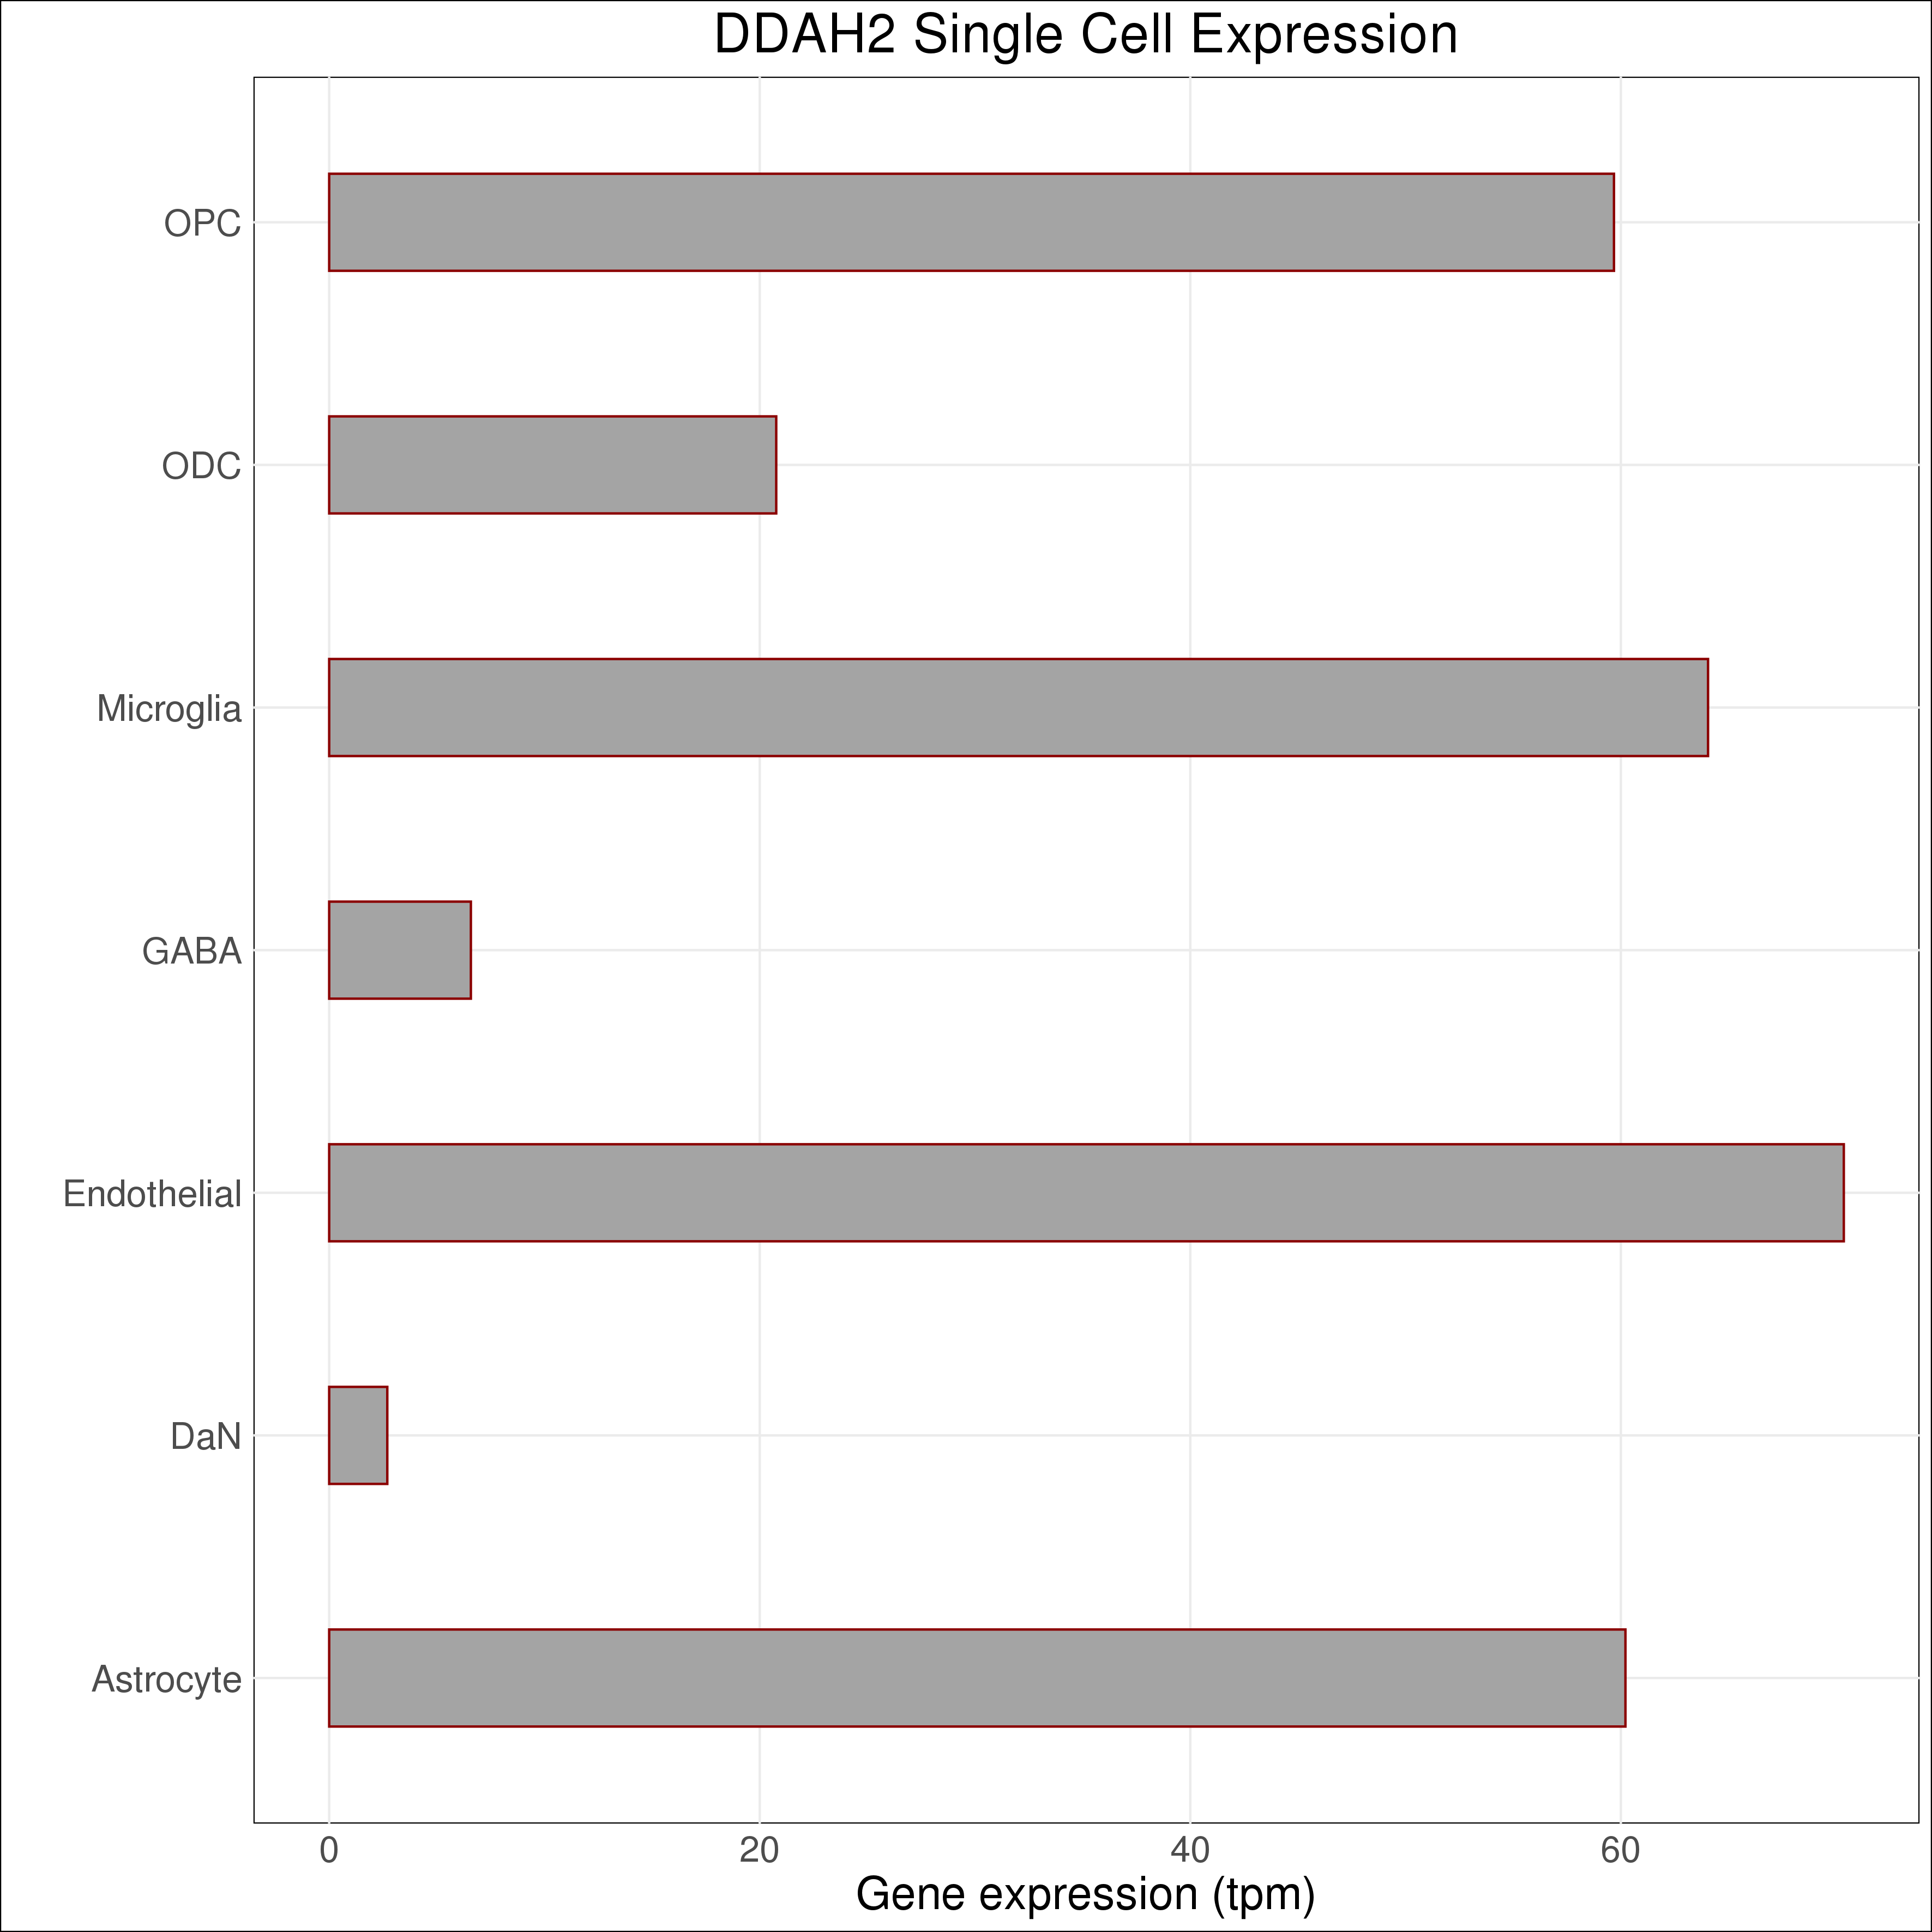 DDAH2 Single Cell Expression
OPC
ODC
Microglia
GABA
Endothelial
DaN
Astrocyte
0 20 40 60
Gene expression (tpm)